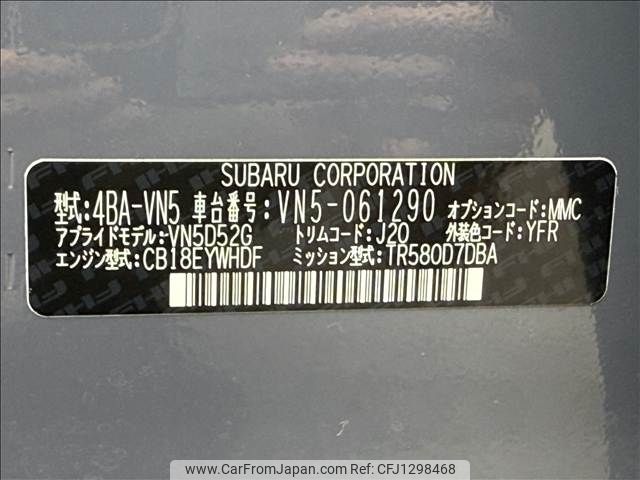 SUBARU CORPORATION
型式:4BA-VN5 車台番号:VN5-061290 オプションコード:MMC
アプライドモデル:VN5D52G トリムコード:J20 外装色コード:YFR
エンジン型式:CB18EYWHDF ミッション型式:TR580D7DBA
www.CarFromJapan.com - CFJ1298468